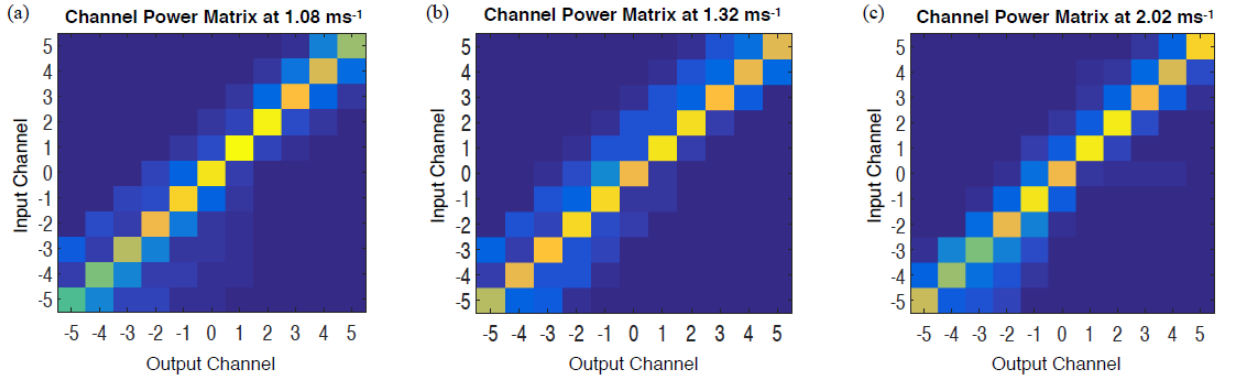 (a)
Channel Power Matrix at 1.08 ms-1
Input Channel
5
4
3
2
1
0
-1
-2
-3
-4
-5
-5 -4 -3 -2 -1 0 1 2 3 4 5
Output Channel
(b)
Channel Power Matrix at 1.32 ms-1
Input Channel
5
4
3
2
1
0
-1
-2
-3
-4
-5
-5 -4 -3 -2 -1 0 1 2 3 4 5
Output Channel
(c)
Channel Power Matrix at 2.02 ms-1
Input Channel
5
4
3
2
1
0
-1
-2
-3
-4
-5
-5 -4 -3 -2 -1 0 1 2 3 4 5
Output Channel